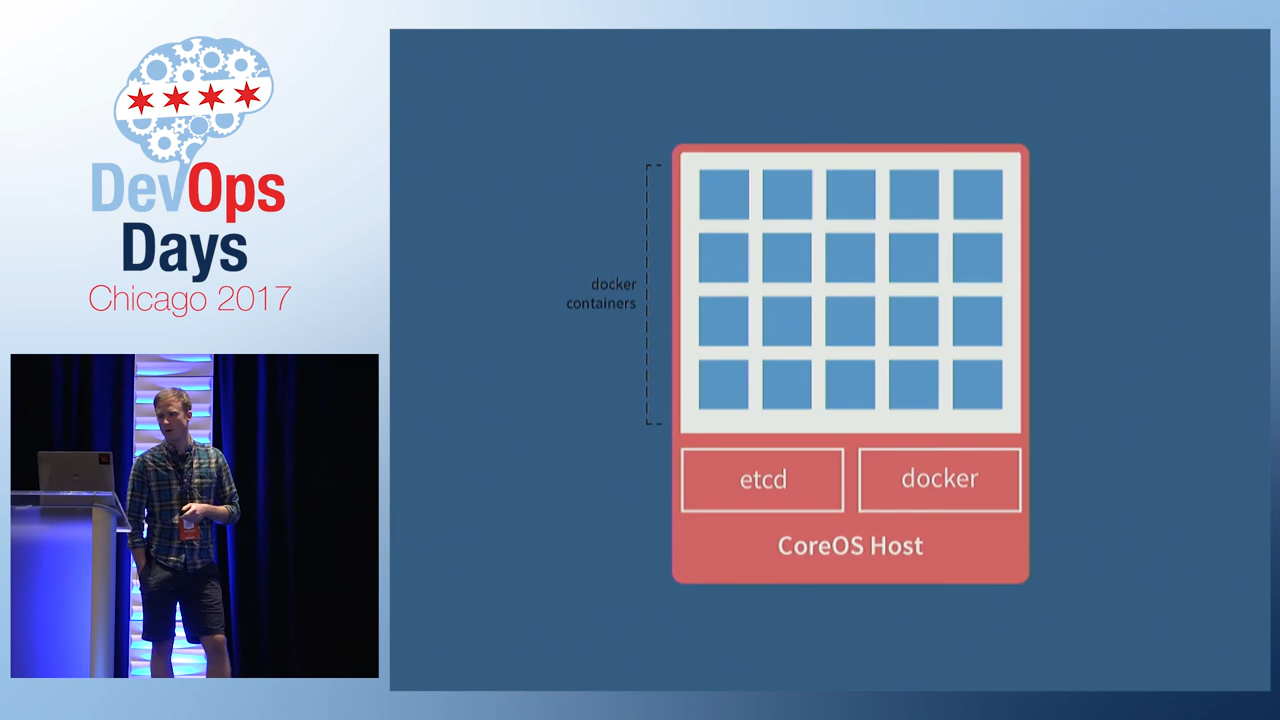 DevOps
Days
Chicago 2017
docker
containers
etcd
docker
CoreOS Host